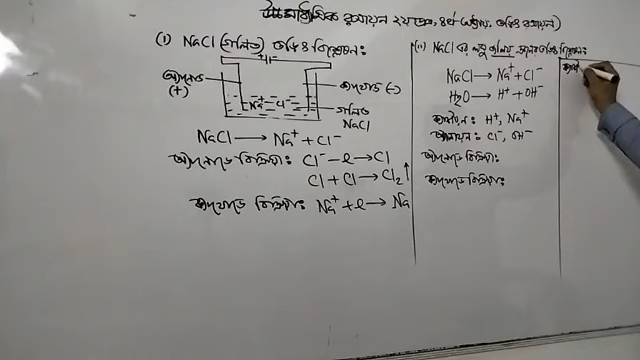 উচ্চমাধ্যমিক রসায়ন ২য় পত্র, ৪র্থ অধ্যায়, তড়িৎ রসায়ন)
(i) NaCl (গলিত) তড়িৎ বিশ্লেষণঃ
অ্যানোড
(+)
ক্যাথোড (-)
Na⁺ Cl⁻
গলিত
NaCl
NaCl ⟶ Na⁺ + Cl⁻
অ্যানোডে বিক্রিয়াঃ Cl⁻ − e ⟶ Cl
Cl + Cl ⟶ Cl₂ ↑
ক্যাথোডে বিক্রিয়াঃ Na⁺ + e ⟶ Na
(ii) NaCl এর লঘু জলীয় দ্রবণের তড়িৎ বিশ্লেষণঃ
NaCl ⟶ Na⁺ + Cl⁻
H₂O ⟶ H⁺ + OH⁻
ক্যাটায়ন : H⁺, Na⁺
অ্যানায়ন : Cl⁻, OH⁻
অ্যানোডে বিক্রিয়াঃ
ক্যাথোডে বিক্রিয়াঃ